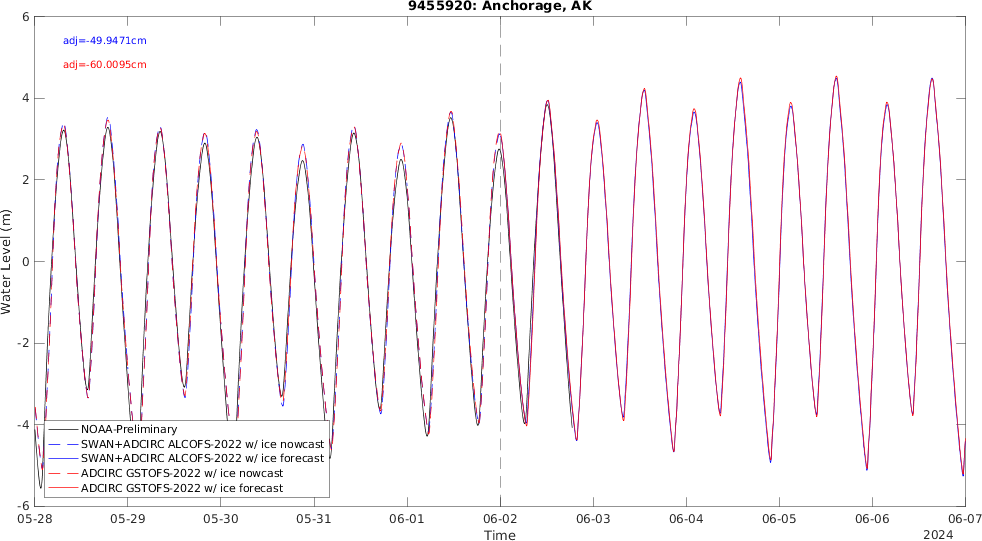 9455920: Anchorage, AK
adj=-49.9471cm
adj=-60.0095cm
6
4
2
0
-2
-4
-6
Water Level (m)
NOAA-Preliminary
SWAN+ADCIRC ALCOFS-2022 w/ ice nowcast
SWAN+ADCIRC ALCOFS-2022 w/ ice forecast
ADCIRC GSTOFS-2022 w/ ice nowcast
ADCIRC GSTOFS-2022 w/ ice forecast
05-28 05-29 05-30 05-31 06-01 06-02 06-03 06-04 06-05 06-06 06-07
Time
2024